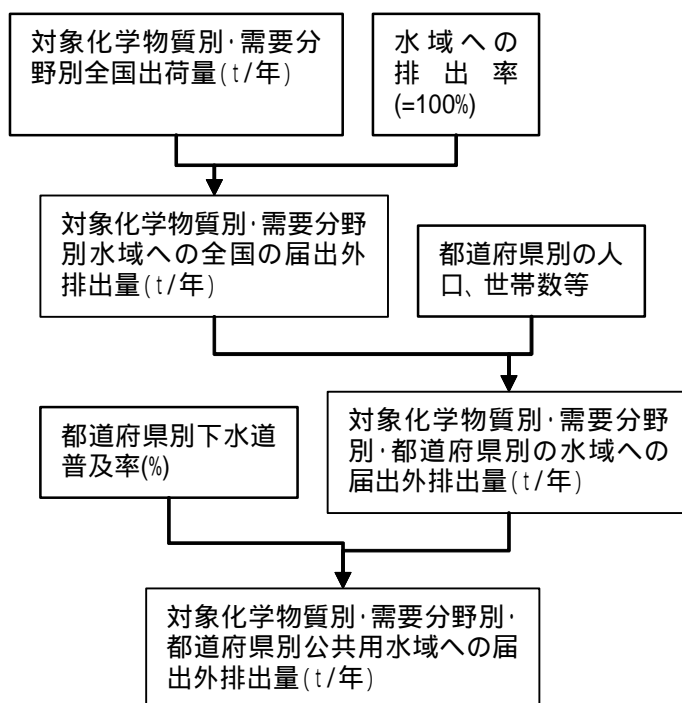 対象化学物質別・需要分
野別全国出荷量(t/年)
水域への
排出率
(=100%)
対象化学物質別・需要分野
別水域への全国の届出外
排出量(t/年)
都道府県別の人
口、世帯数等
都道府県別下水道
普及率(%)
対象化学物質別・需要分野
別・都道府県別の水域への
届出外排出量(t/年)
対象化学物質別・需要分野別・
都道府県別公共用水域への届
出外排出量(t/年)